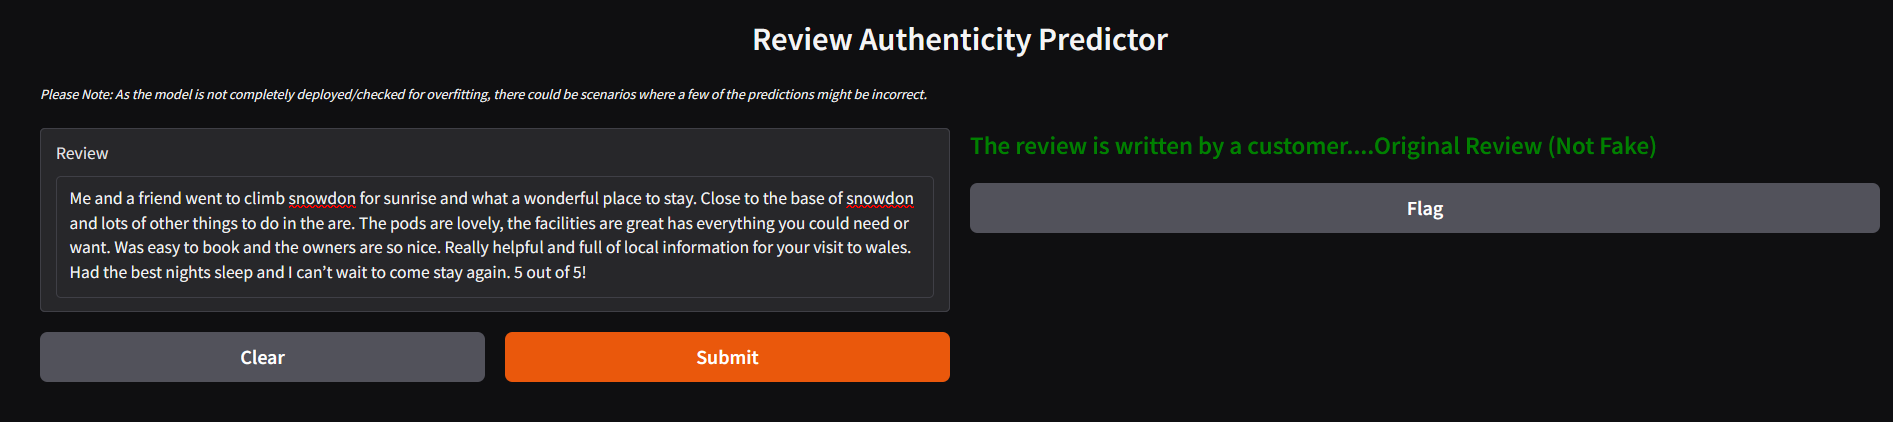 Review Authenticity Predictor
Please Note: As the model is not completely deployed/checked for overfitting, there could be scenarios where a few of the predictions might be incorrect.
Review
Me and a friend went to climb snowdon for sunrise and what a wonderful place to stay. Close to the base of snowdon
and lots of other things to do in the are. The pods are lovely, the facilities are great has everything you could need or
want. Was easy to book and the owners are so nice. Really helpful and full of local information for your visit to wales.
Had the best nights sleep and I can’t wait to come stay again. 5 out of 5!
Clear
Submit
The review is written by a customer....Original Review (Not Fake)
Flag